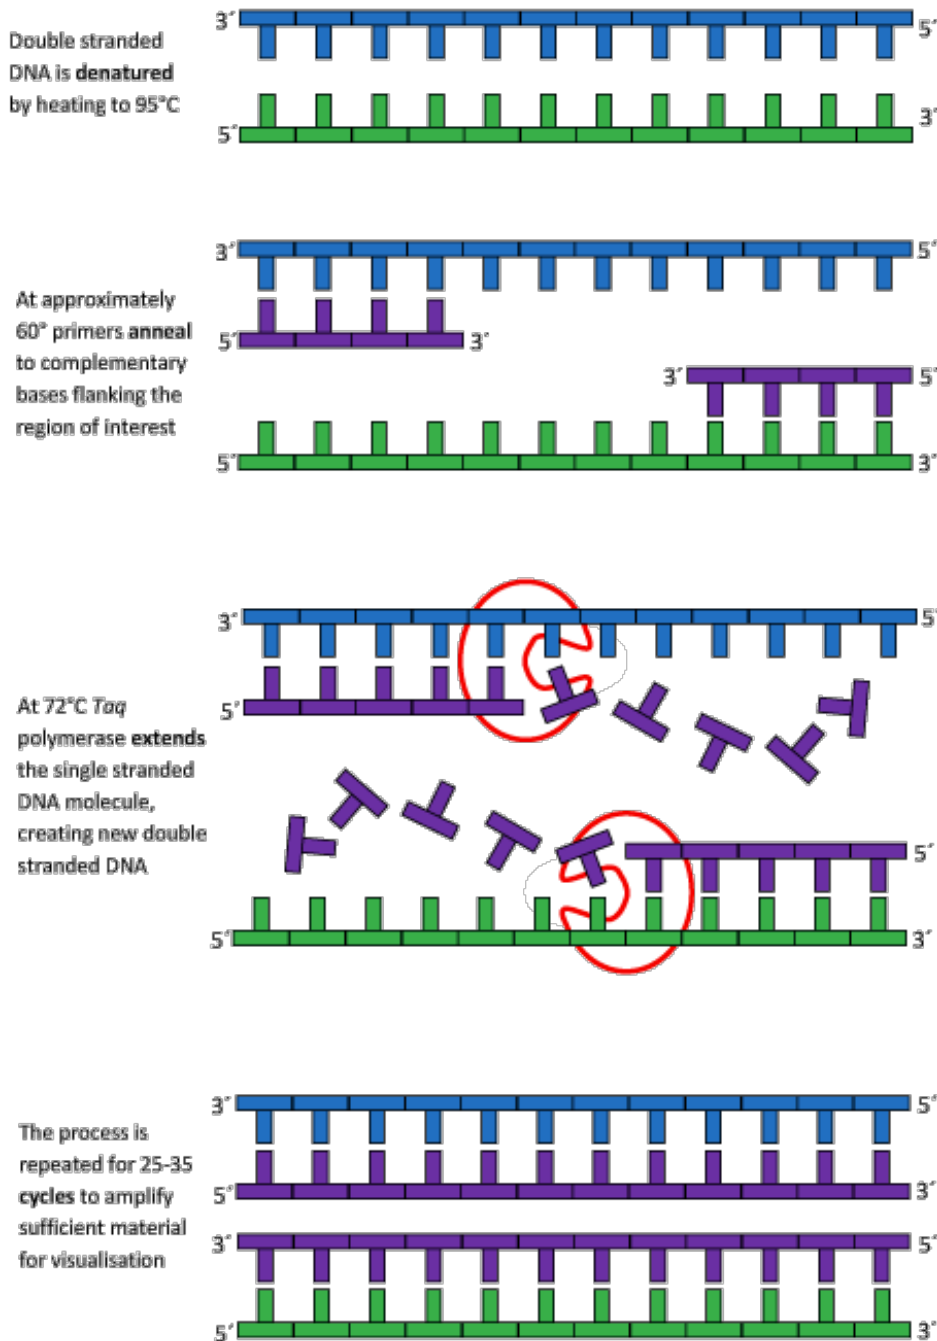 3′
5′
Double stranded
DNA is denatured
by heating to 95°C
3′
5′
3′
5′
At approximately
60° primers anneal
to complementary
bases flanking the
region of interest
5′
3′
3′
5′
5′
3′
3′
5′
At 72°C Taq
polymerase extends
the single stranded
DNA molecule,
creating new double
stranded DNA
5′
5′
5′
3′
3′
5′
The process is
repeated for 25-35
cycles to amplify
sufficient material
for visualisation
5′
3′
3′
5′
5′
3′